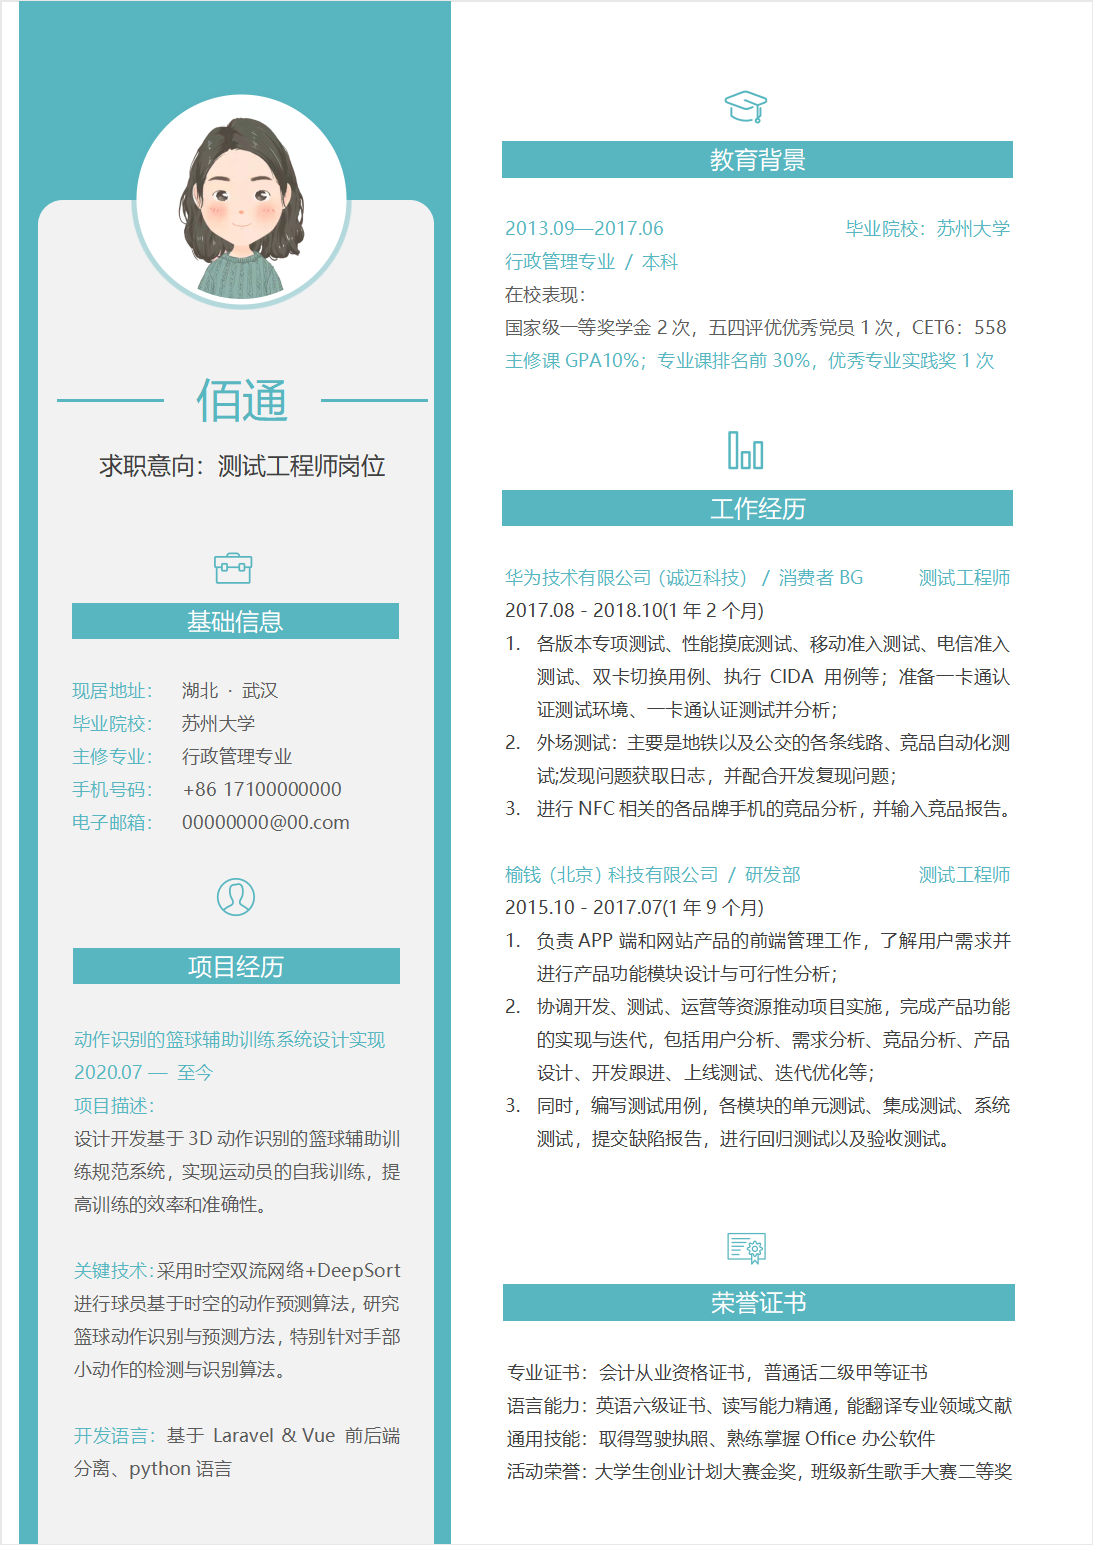 佰通
求职意向：测试工程师岗位
基础信息
现居地址： 湖北 · 武汉
毕业院校： 苏州大学
主修专业： 行政管理专业
手机号码： +86 17100000000
电子邮箱： 00000000@00.com
项目经历
动作识别的篮球辅助训练系统设计实现
2020.07 — 至今
项目描述：
设计开发基于 3D 动作识别的篮球辅助训
练规范系统，实现运动员的自我训练，提
高训练的效率和准确性。
关键技术：采用时空双流网络+DeepSort
进行球员基于时空的动作预测算法，研究
篮球动作识别与预测方法，特别针对手部
小动作的检测与识别算法。
开发语言：基于 Laravel & Vue 前后端
分离、python 语言
教育背景
2013.09—2017.06 毕业院校：苏州大学
行政管理专业 / 本科
在校表现：
国家级一等奖学金 2 次，五四评优优秀党员 1 次，CET6：558
主修课 GPA10%；专业课排名前 30%，优秀专业实践奖 1 次
工作经历
华为技术有限公司（诚迈科技） / 消费者 BG 测试工程师
2017.08 - 2018.10(1 年 2 个月)
1. 各版本专项测试、性能摸底测试、移动准入测试、电信准入
测试、双卡切换用例、执行 CIDA 用例等；准备一卡通认
证测试环境、一卡通认证测试并分析；
2. 外场测试：主要是地铁以及公交的各条线路、竞品自动化测
试;发现问题获取日志，并配合开发复现问题；
3. 进行 NFC 相关的各品牌手机的竞品分析，并输入竞品报告。
榆钱（北京）科技有限公司 / 研发部 测试工程师
2015.10 - 2017.07(1 年 9 个月)
1. 负责 APP 端和网站产品的前端管理工作，了解用户需求并
进行产品功能模块设计与可行性分析；
2. 协调开发、测试、运营等资源推动项目实施，完成产品功能
的实现与迭代，包括用户分析、需求分析、竞品分析、产品
设计、开发跟进、上线测试、迭代优化等；
3. 同时，编写测试用例，各模块的单元测试、集成测试、系统
测试，提交缺陷报告，进行回归测试以及验收测试。
荣誉证书
专业证书：会计从业资格证书，普通话二级甲等证书
语言能力：英语六级证书、读写能力精通，能翻译专业领域文献
通用技能：取得驾驶执照、熟练掌握 Office 办公软件
活动荣誉：大学生创业计划大赛金奖，班级新生歌手大赛二等奖